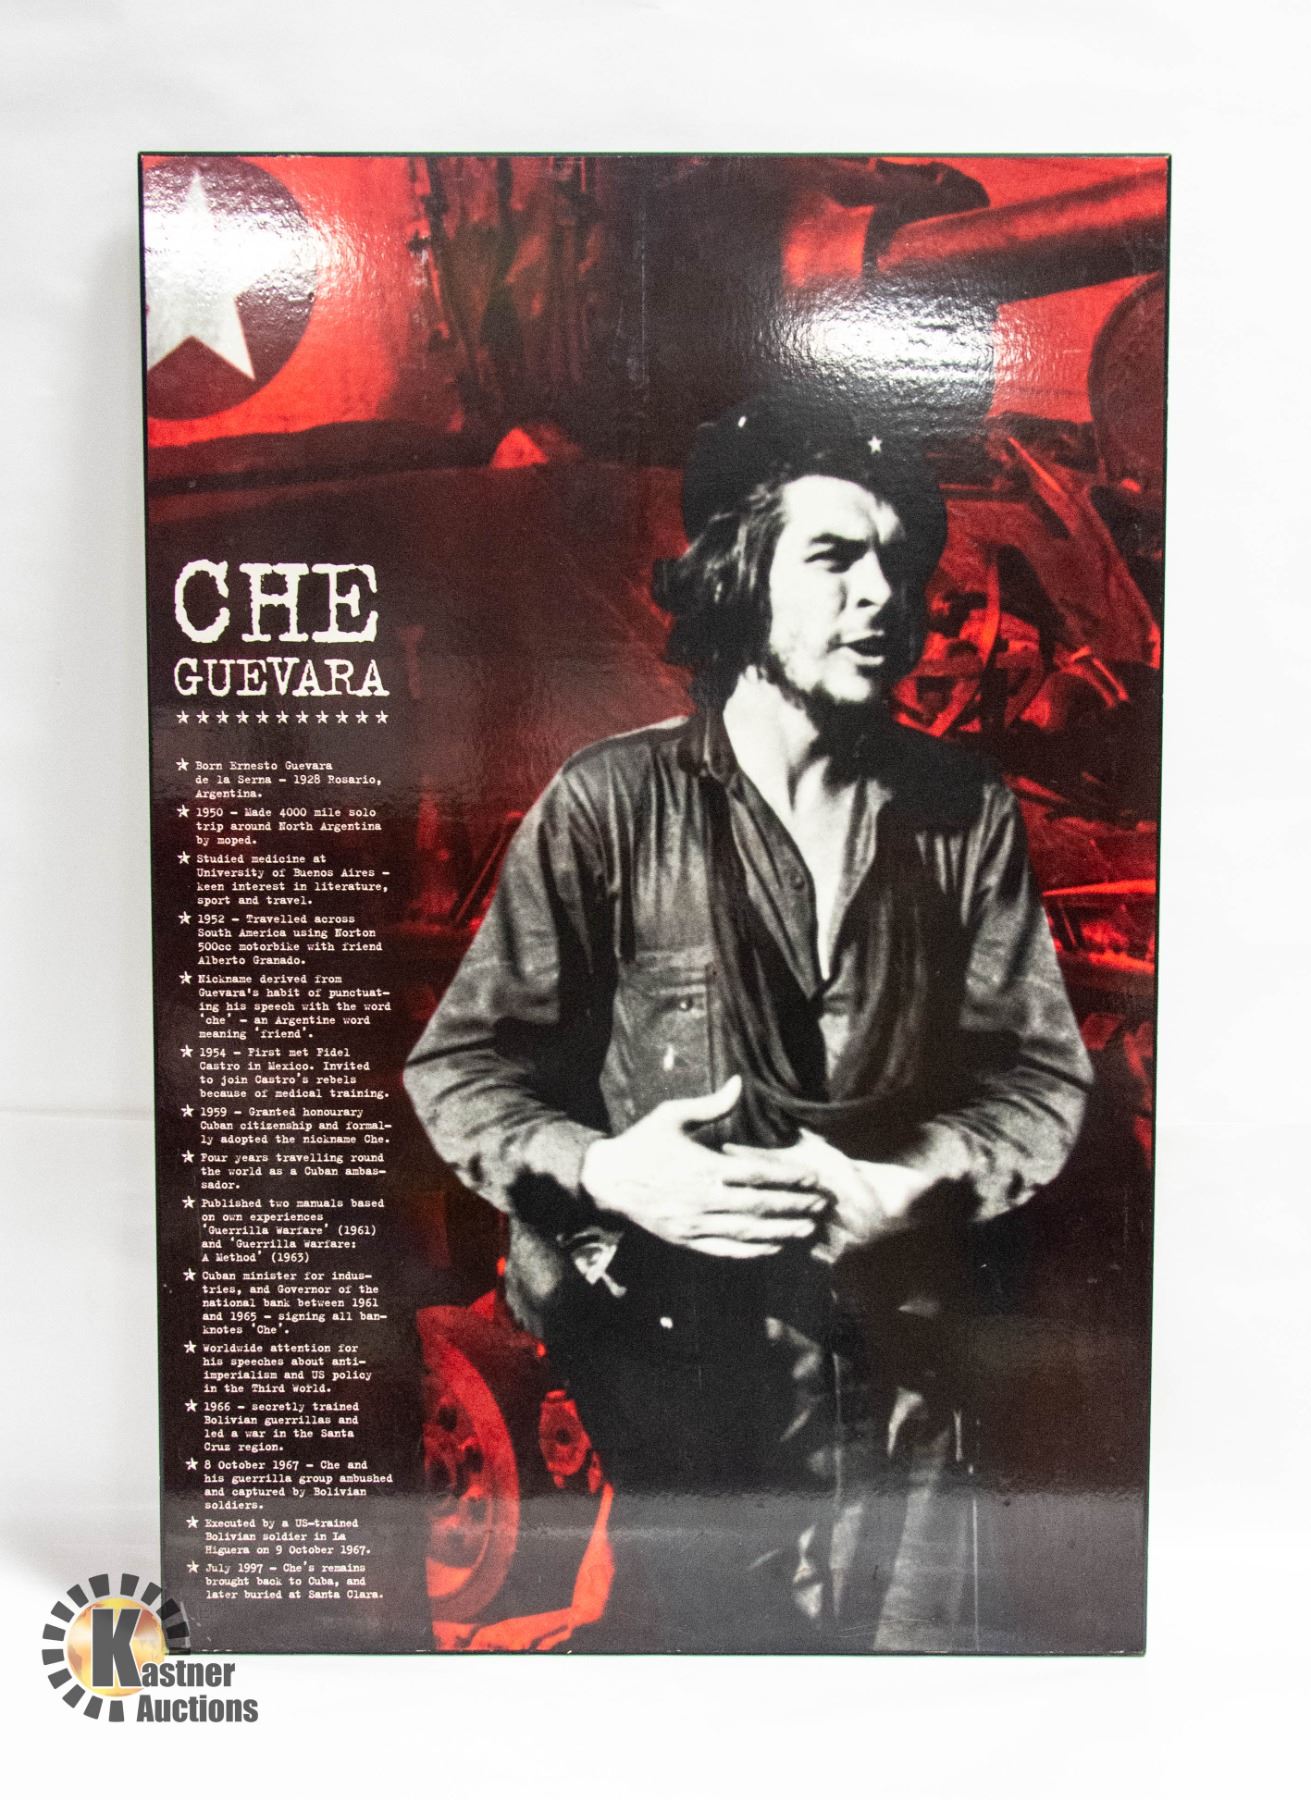 CHE
GUEVARA
Born Ernesto Guevara
de la Serna – 1928 Rosario,
Argentina.
1950 – Made 4000 mile solo
trip around North Argentina
by moped.
Studied medicine at
University of Buenos Aires –
keen interest in literature,
sport and travel.
1952 – Travelled across
South America using Norton
500cc motorbike with friend
Alberto Granado.
Nickname derived from
Guevara's habit of punctuat-
ing his speech with the word
'che' – an Argentine word
meaning 'friend'.
1954 – First met Fidel
Castro in Mexico. Invited
to join Castro's rebels
because of medical training.
1959 – Granted honourary
Cuban citizenship and formal-
ly adopted the nickname Che.
Four years travelling round
the world as a Cuban ambas-
sador.
Published two manuals based
on own experiences
'Guerrilla Warfare' (1961)
and 'Guerrilla Warfare:
A Method' (1963)
Cuban minister for indus-
tries, and Governor of the
national bank between 1961
and 1965 – signing all ban-
knotes 'Che'.
Worldwide attention for
his speeches about anti-
imperialism and US policy
in the Third World.
1966 – secretly trained
Bolivian guerrillas and
led a war in the Santa
Cruz region.
8 October 1967 – Che and
his guerrilla group ambushed
and captured by Bolivian
soldiers.
Executed by a US-trained
Bolivian soldier in La
Higuera on 9 October 1967.
July 1997 – Che's remains
brought back to Cuba, and
later buried at Santa Clara.
Kastner
Auctions